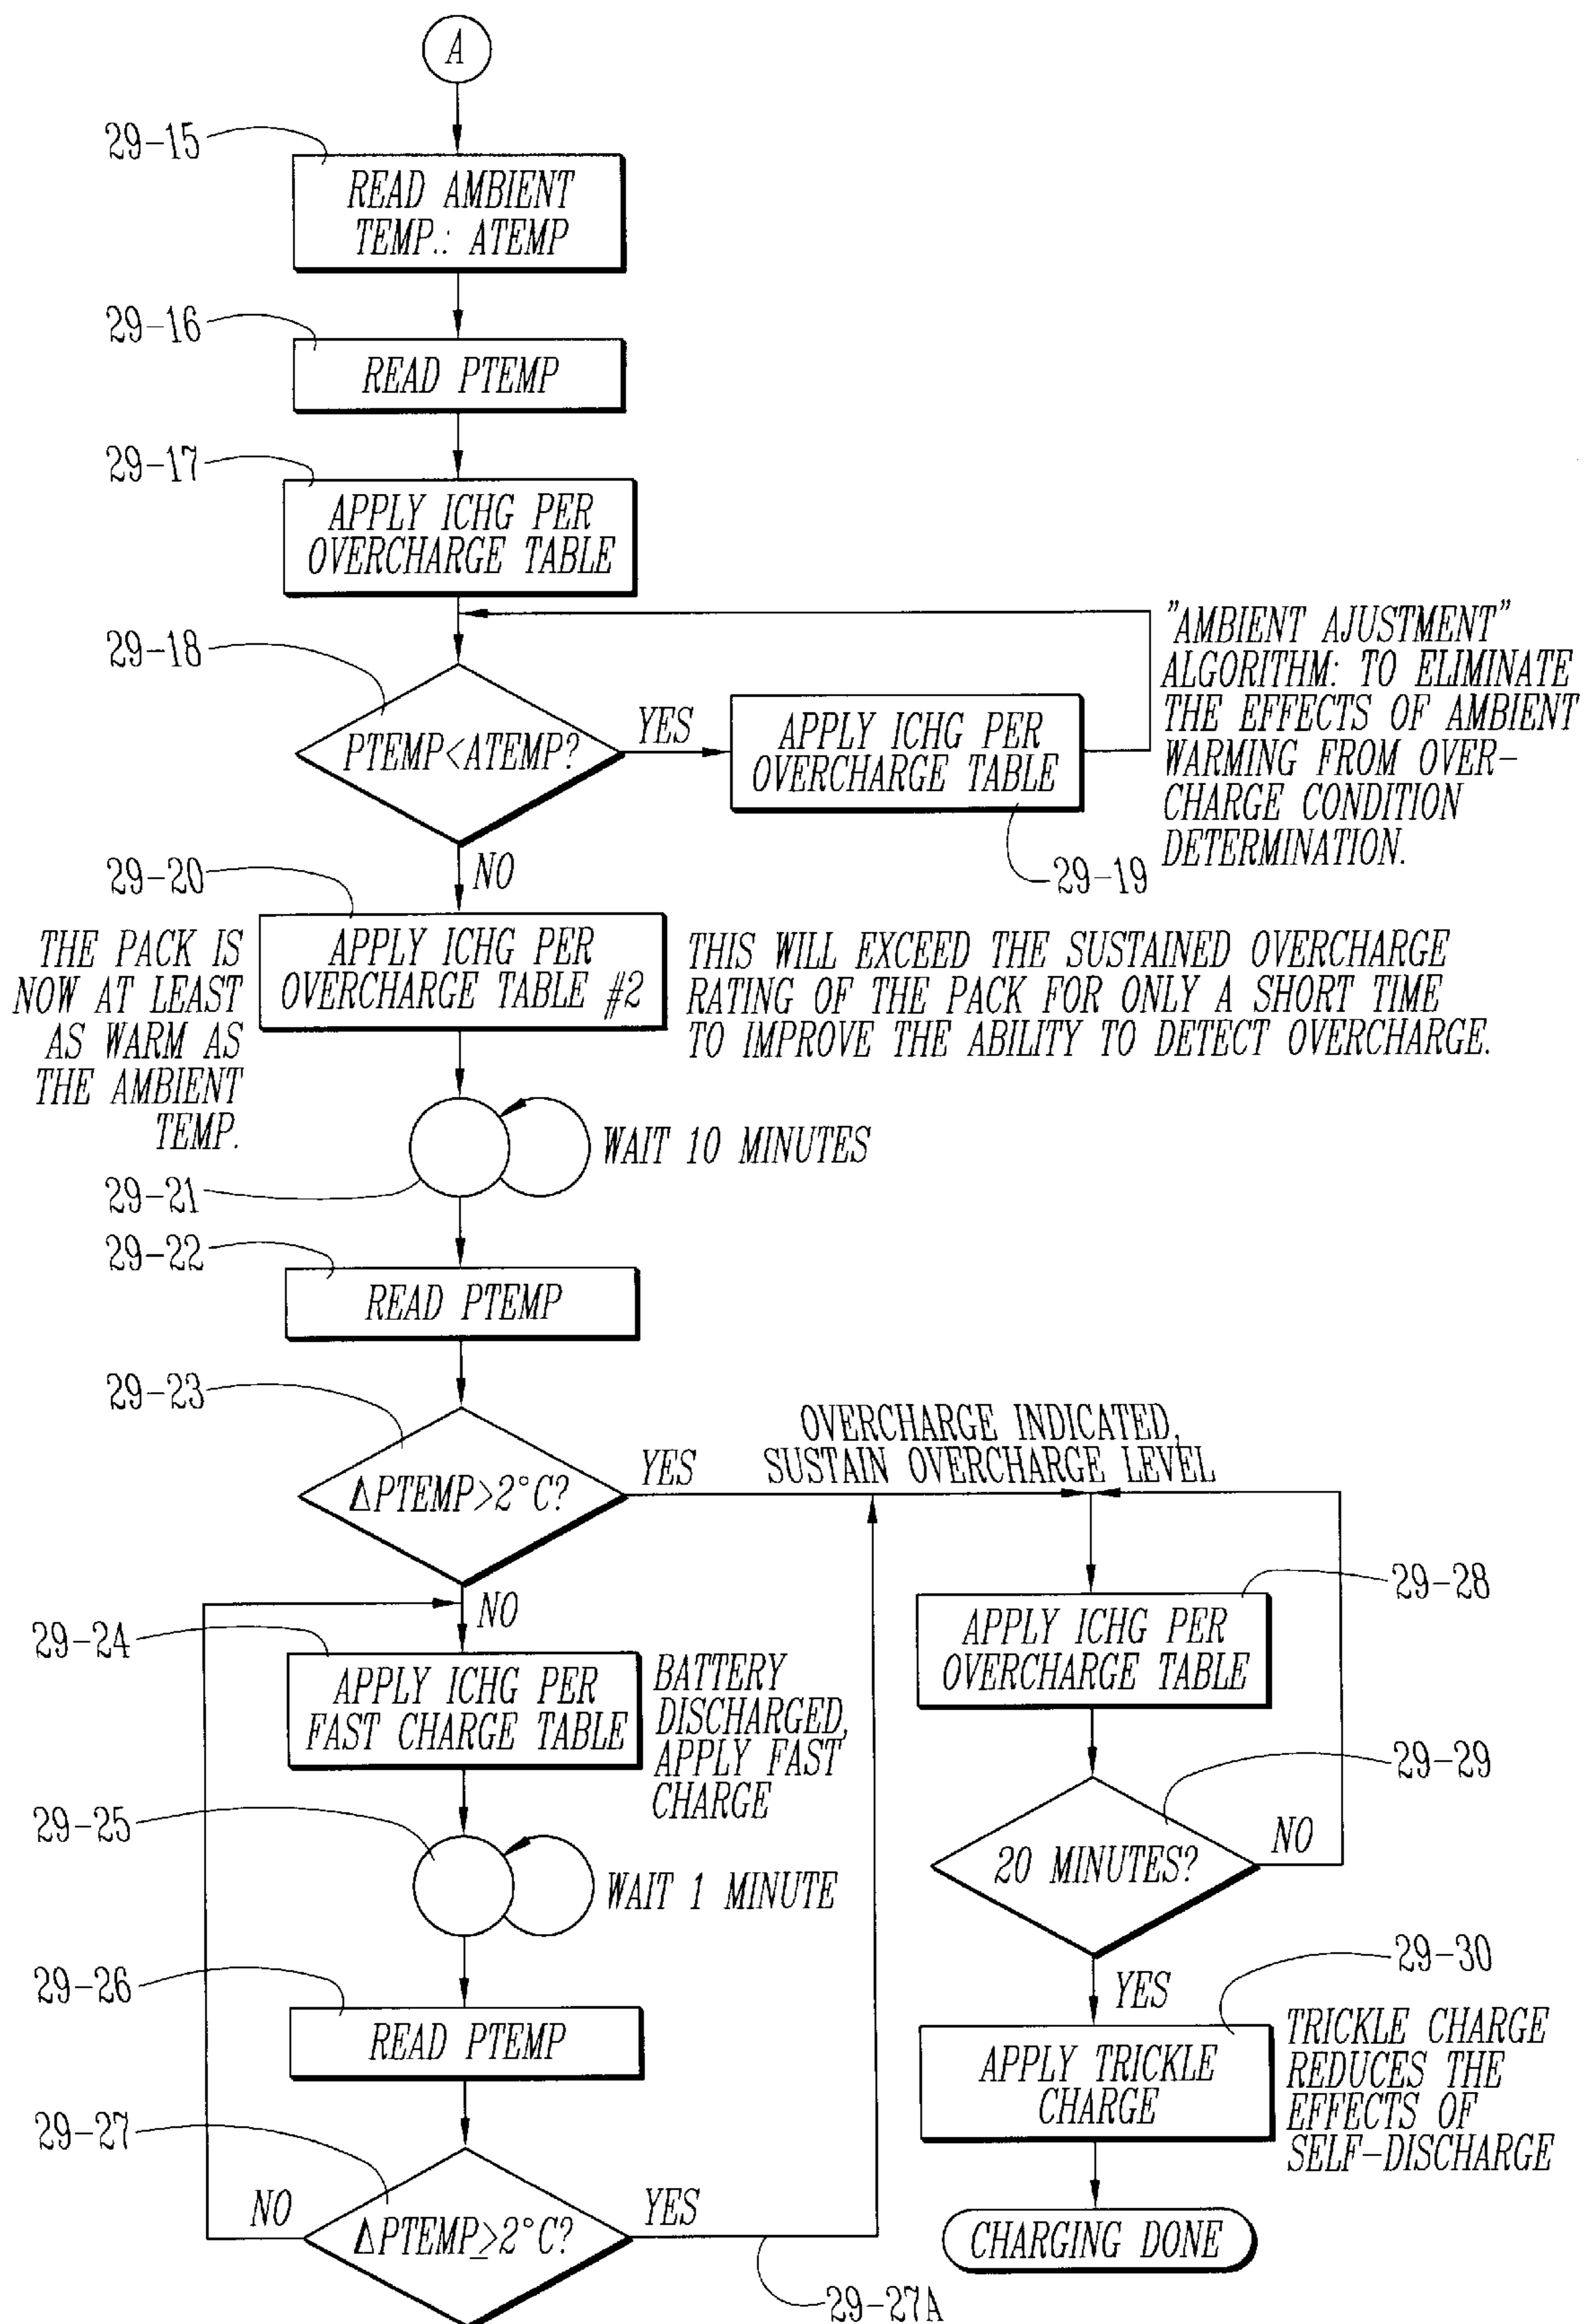 A
29-15
READ AMBIENT
TEMP.: ATEMP
29-16
READ PTEMP
29-17
APPLY ICHG PER
OVERCHARGE TABLE
29-18
PTEMP<ATEMP?
YES
APPLY ICHG PER
OVERCHARGE TABLE
29-19
"AMBIENT AJUSTMENT"
ALGORITHM: TO ELIMINATE
THE EFFECTS OF AMBIENT
WARMING FROM OVER-
CHARGE CONDITION
DETERMINATION.
NO
29-20
THE PACK IS
NOW AT LEAST
AS WARM AS
THE AMBIENT
TEMP.
APPLY ICHG PER
OVERCHARGE TABLE #2
THIS WILL EXCEED THE SUSTAINED OVERCHARGE
RATING OF THE PACK FOR ONLY A SHORT TIME
TO IMPROVE THE ABILITY TO DETECT OVERCHARGE.
WAIT 10 MINUTES
29-21
29-22
READ PTEMP
29-23
ΔPTEMP>2°C?
YES
OVERCHARGE INDICATED,
SUSTAIN OVERCHARGE LEVEL
NO
29-24
APPLY ICHG PER
FAST CHARGE TABLE
BATTERY
DISCHARGED,
APPLY FAST
CHARGE
29-25
WAIT 1 MINUTE
29-26
READ PTEMP
29-27
ΔPTEMP≥2°C?
NO
YES
29-27A
29-28
APPLY ICHG PER
OVERCHARGE TABLE
29-29
20 MINUTES?
NO
YES
29-30
APPLY TRICKLE
CHARGE
TRICKLE CHARGE
REDUCES THE
EFFECTS OF
SELF-DISCHARGE
CHARGING DONE